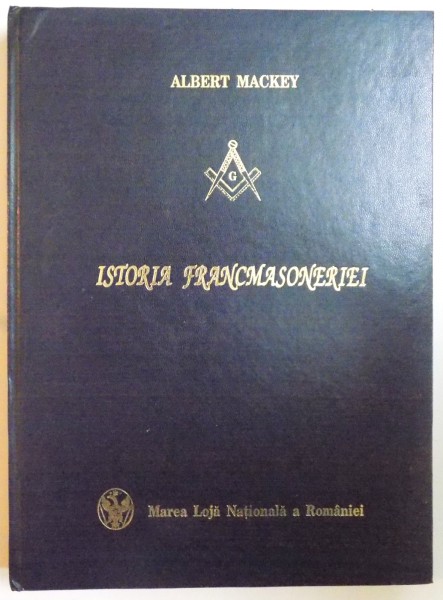 ALBERT MACKEY
G
ISTORIA FRANCMASONERIEI
Marea Lojă Națională a României